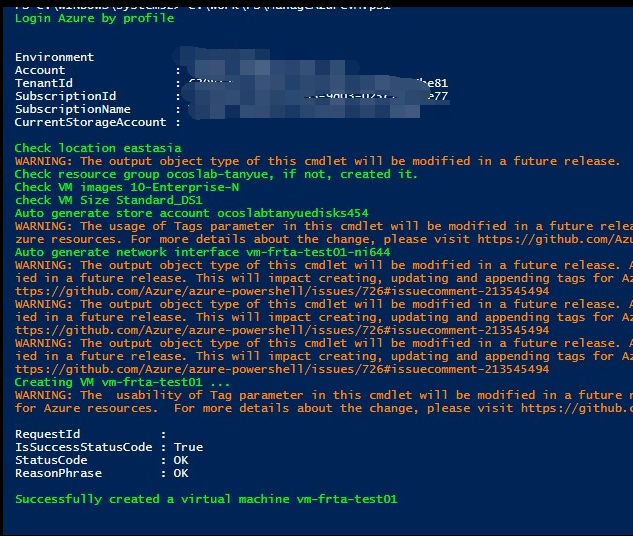 Login Azure by profile
Environment
Account :
TenantId : be81
SubscriptionId : e77
SubscriptionName :
CurrentStorageAccount :
Check location eastasia
WARNING: The output object type of this cmdlet will be modified in a future release.
Check resource group ocoslab-tanyue, if not, created it.
Check VM images 10-Enterprise-N
check VM Size Standard_DS1
Auto generate store account ocoslabtanyuedisks454
WARNING: The usage of Tags parameter in this cmdlet will be modified in a future relea
zure resources. For more details about the change, please visit https://github.com/Azu
Auto generate network interface vm-frta-test01-ni644
WARNING: The output object type of this cmdlet will be modified in a future release. A
ied in a future release. This will impact creating, updating and appending tags for Az
ttps://github.com/Azure/azure-powershell/issues/726#issuecomment-213545494
WARNING: The output object type of this cmdlet will be modified in a future release. A
ied in a future release. This will impact creating, updating and appending tags for Az
ttps://github.com/Azure/azure-powershell/issues/726#issuecomment-213545494
WARNING: The output object type of this cmdlet will be modified in a future release. A
ied in a future release. This will impact creating, updating and appending tags for Az
ttps://github.com/Azure/azure-powershell/issues/726#issuecomment-213545494
Creating VM vm-frta-test01 ...
WARNING: The  usability of Tag parameter in this cmdlet will be modified in a future r
for Azure resources.  For more details about the change, please visit https://github.c
RequestId :
IsSuccessStatusCode : True
StatusCode : OK
ReasonPhrase : OK
Successfully created a virtual machine vm-frta-test01